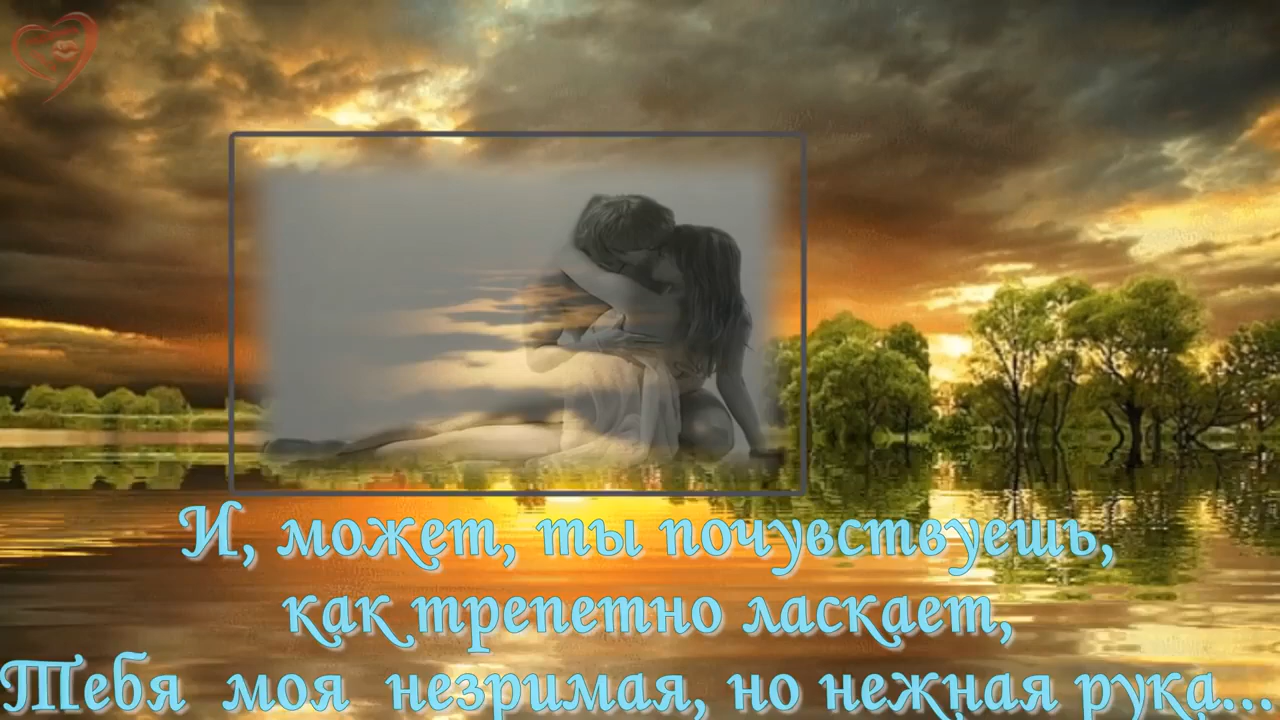 И, может, ты почувствуешь,
как трепетно ласкает,
Тебя моя незримая, но нежная рука...